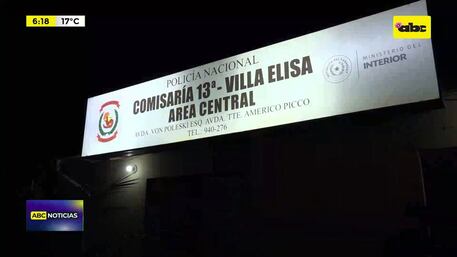 6:18 17°C
abc
POLICÍA NACIONAL
COMISARÍA 13ª - VILLA ELISA
AREA CENTRAL
AVDA. VON POLESKI ESQ. AVDA. TTE. AMERICO PICCO
TEL.: 940-276
MINISTERIO DEL
INTERIOR
ABC NOTICIAS